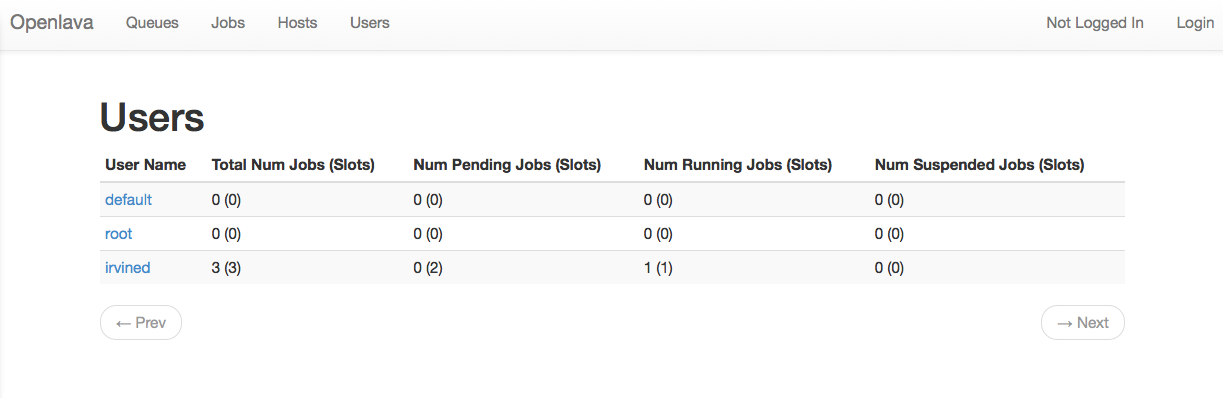 Openlava Queues Jobs Hosts Users Not Logged In Login
Users
User Name Total Num Jobs (Slots) Num Pending Jobs (Slots) Num Running Jobs (Slots) Num Suspended Jobs (Slots)
default 0 (0) 0 (0) 0 (0) 0 (0)
root 0 (0) 0 (0) 0 (0) 0 (0)
irvined 3 (3) 0 (2) 1 (1) 0 (0)
← Prev → Next